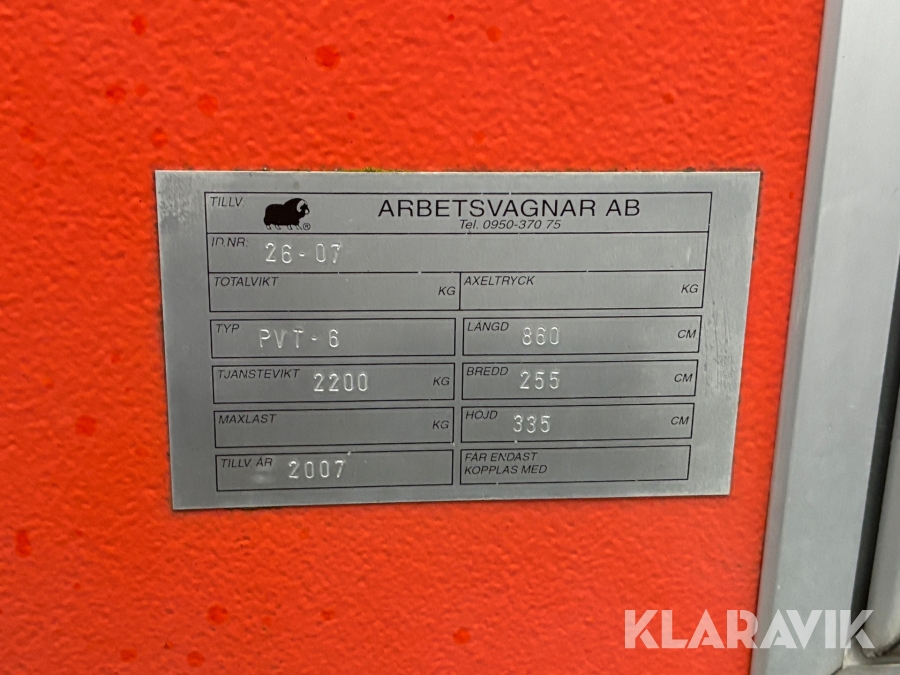 TILLV. ARBETSVAGNAR AB
®
Tel. 0950-370 75
ID.NR: 26-07
TOTALVIKT KG AXELTRYCK KG
TYP PVT-6 LÄNGD 860 CM
TJÄNSTEVIKT 2200 KG BREDD 255 CM
MAXLAST KG HÖJD 335 CM
TILLV. ÅR 2007 FÅR ENDAST
KOPPLAS MED
KLARAVIK